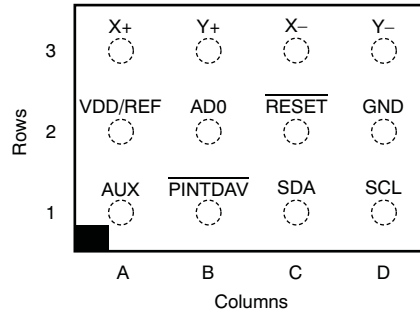 X+ Y+ X– Y–
3
VDD/REF AD0 RESET GND
Rows 2
AUX PINTDAV SDA SCL
1
A B C D
Columns